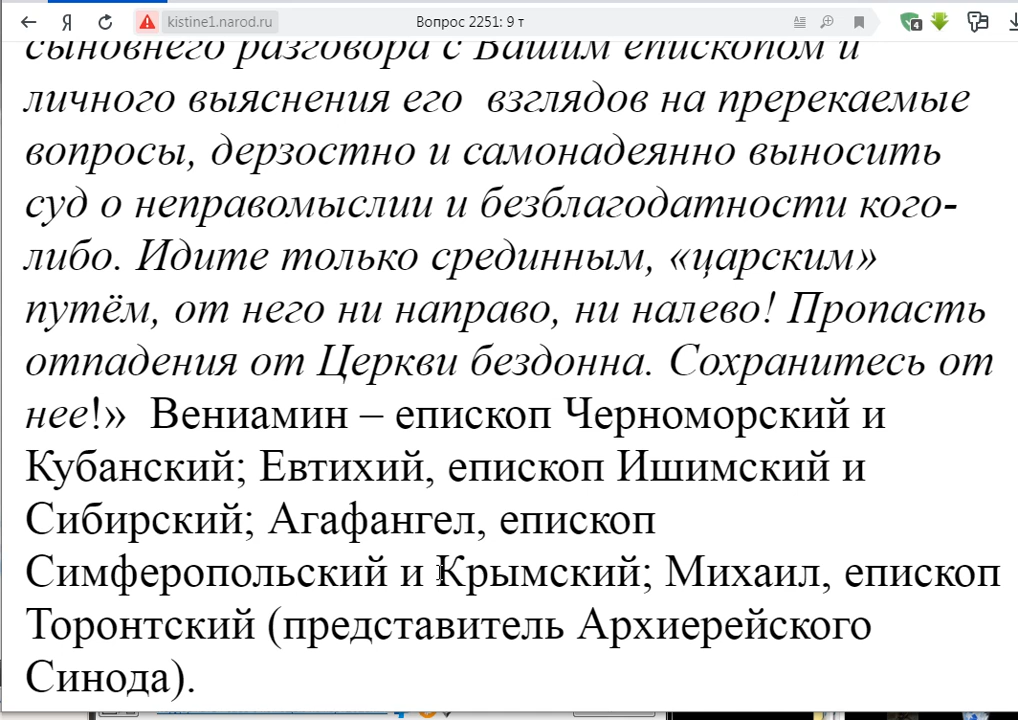 kistine1.narod.ru
Вопрос 2251: 9 т
4
сыновнего разговора с Вашим епископом и
личного выяснения его взглядов на пререкаемые
вопросы, дерзостно и самонадеянно выносить
суд о неправомыслии и безблагодатности кого-
либо. Идите только срединным, «царским»
путём, от него ни направо, ни налево! Пропасть
отпадения от Церкви бездонна. Сохранитесь от
нее!» Вениамин – епископ Черноморский и
Кубанский; Евтихий, епископ Ишимский и
Сибирский; Агафангел, епископ
Симферопольский и Крымский; Михаил, епископ
Торонтский (представитель Архиерейского
Синода).